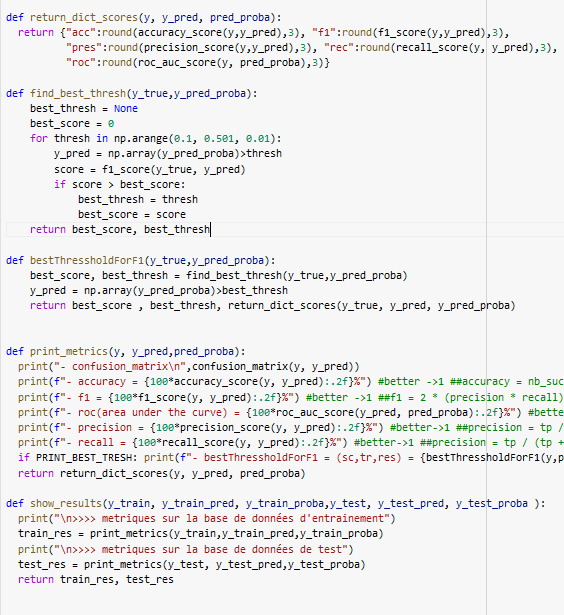 def return_dict_scores(y, y_pred, pred_proba):
  return {"acc":round(accuracy_score(y,y_pred),3), "f1":round(f1_score(y,y_pred),3),
          "pres":round(precision_score(y,y_pred),3), "rec":round(recall_score(y, y_pred),3),
          "roc":round(roc_auc_score(y, pred_proba),3)}
def find_best_thresh(y_true,y_pred_proba):
    best_thresh = None
    best_score = 0
    for thresh in np.arange(0.1, 0.501, 0.01):
        y_pred = np.array(y_pred_proba)>thresh
        score = f1_score(y_true, y_pred)
        if score > best_score:
            best_thresh = thresh
            best_score = score
    return best_score, best_thresh
def bestThressholdForF1(y_true,y_pred_proba):
    best_score, best_thresh = find_best_thresh(y_true,y_pred_proba)
    y_pred = np.array(y_pred_proba)>best_thresh
    return best_score , best_thresh, return_dict_scores(y_true, y_pred, y_pred_proba)
def print_metrics(y, y_pred,pred_proba):
  print("- confusion_matrix\n",confusion_matrix(y, y_pred))
  print(f"- accuracy = {100*accuracy_score(y, y_pred):.2f}%") #better ->1 ##accuracy = nb_suc
  print(f"- f1 = {100*f1_score(y, y_pred):.2f}%") #better ->1 ##f1 = 2 * (precision * recall)
  print(f"- roc(area under the curve) = {100*roc_auc_score(y, pred_proba):.2f}%") #bette
  print(f"- precision = {100*precision_score(y, y_pred):.2f}%") #better->1 ##precision = tp /
  print(f"- recall = {100*recall_score(y, y_pred):.2f}%") #better->1 ##precision = tp / (tp +
  if PRINT_BEST_TRESH: print(f"- bestThressholdForF1 = (sc,tr,res) = {bestThressholdForF1(y,p
  return return_dict_scores(y, y_pred, pred_proba)
def show_results(y_train, y_train_pred, y_train_proba,y_test, y_test_pred, y_test_proba ):
  print("\n>>>> metriques sur la base de données d'entrainement")
  train_res = print_metrics(y_train,y_train_pred,y_train_proba)
  print("\n>>>> metriques sur la base de données de test")
  test_res = print_metrics(y_test, y_test_pred,y_test_proba)
  return train_res, test_res